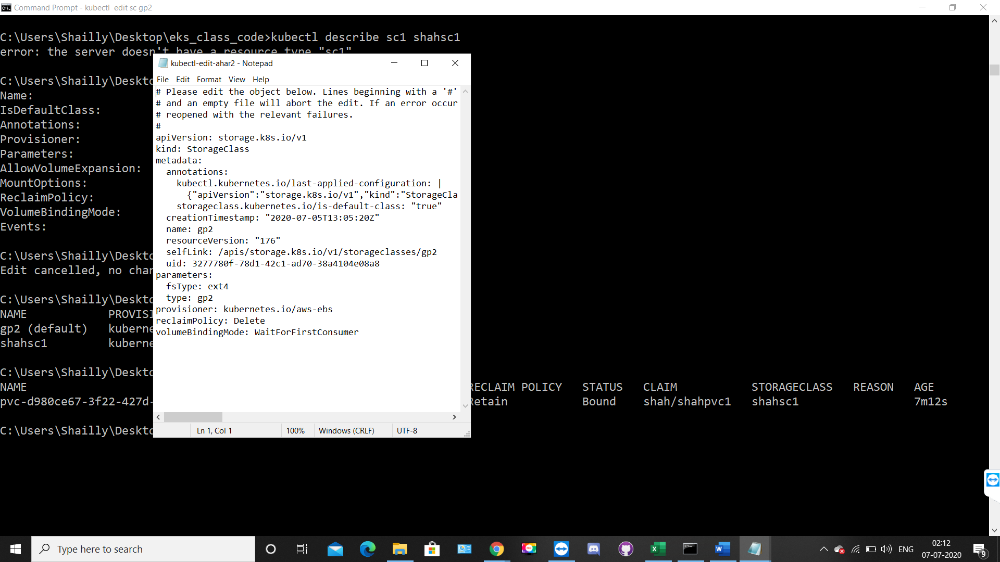 Command Prompt - kubectl  edit sc gp2
C:\Users\Shailly\Desktop\eks_class_code>kubectl describe sc1 shahsc1
error: the server doesn't have a resource type "sc1"
C:\Users\Shailly\Deskto
Name:
IsDefaultClass:
Annotations:
Provisioner:
Parameters:
AllowVolumeExpansion:
MountOptions:
ReclaimPolicy:
VolumeBindingMode:
Events:
C:\Users\Shailly\Deskto
Edit cancelled, no chan
C:\Users\Shailly\Deskto
NAME PROVISI
gp2 (default) kuberne
shahsc1 kuberne
C:\Users\Shailly\Deskto
NAME RECLAIM POLICY STATUS CLAIM STORAGECLASS REASON AGE
pvc-d980ce67-3f22-427d- Retain Bound shah/shahpvc1 shahsc1 7m12s
C:\Users\Shailly\Deskto
kubectl-edit-ahar2 - Notepad
File Edit Format View Help
# Please edit the object below. Lines beginning with a '#'
# and an empty file will abort the edit. If an error occur
# reopened with the relevant failures.
#
apiVersion: storage.k8s.io/v1
kind: StorageClass
metadata:
  annotations:
    kubectl.kubernetes.io/last-applied-configuration: |
      {"apiVersion":"storage.k8s.io/v1","kind":"StorageCla
    storageclass.kubernetes.io/is-default-class: "true"
  creationTimestamp: "2020-07-05T13:05:20Z"
  name: gp2
  resourceVersion: "176"
  selfLink: /apis/storage.k8s.io/v1/storageclasses/gp2
  uid: 3277780f-78d1-42c1-ad70-38a4104e08a8
parameters:
  fsType: ext4
  type: gp2
provisioner: kubernetes.io/aws-ebs
reclaimPolicy: Delete
volumeBindingMode: WaitForFirstConsumer
Ln 1, Col 1 100% Windows (CRLF) UTF-8
Type here to search
ENG
02:12
07-07-2020
9